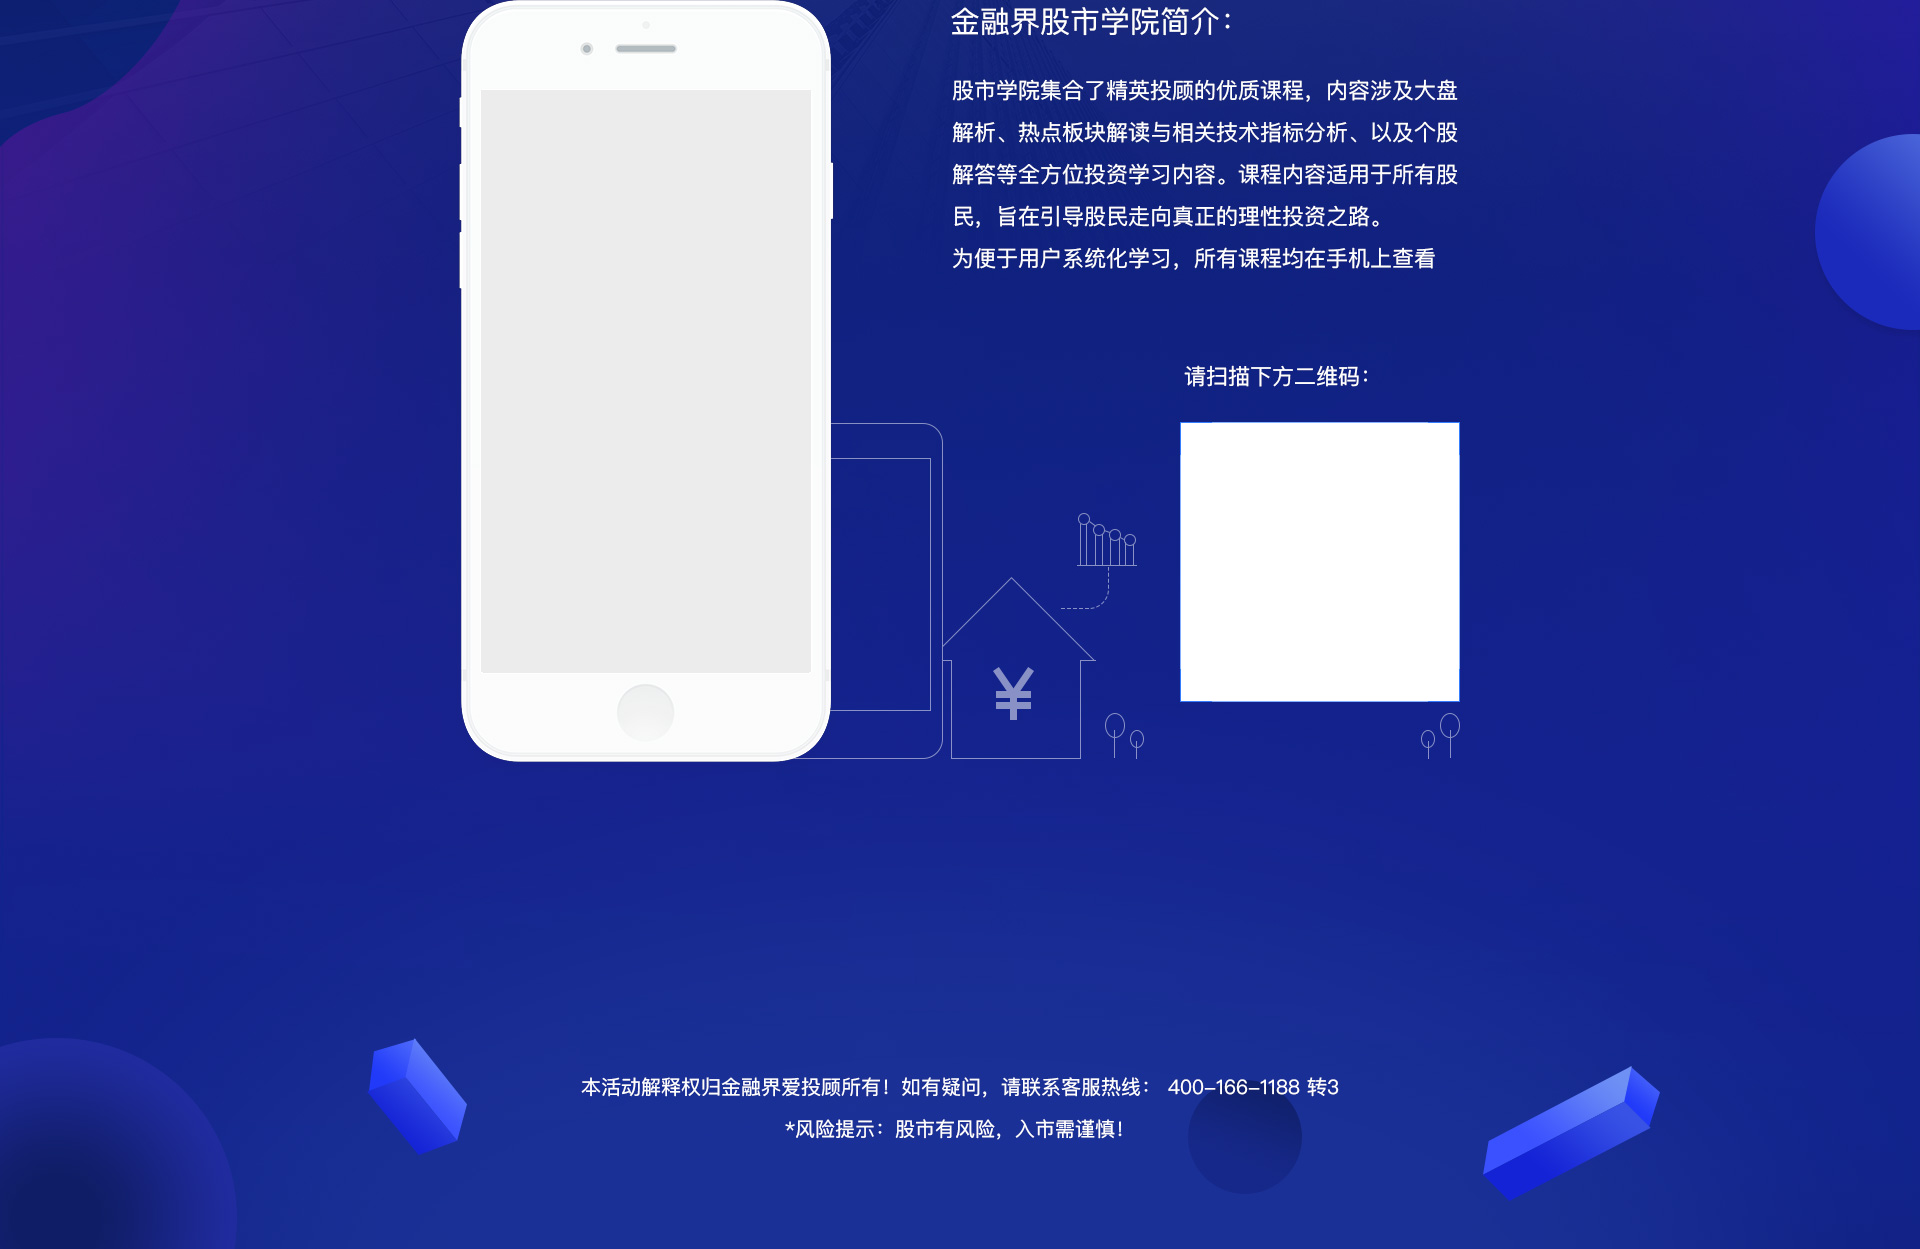 金融界股市学院简介：
股市学院集合了精英投顾的优质课程，内容涉及大盘
解析、热点板块解读与相关技术指标分析、以及个股
解答等全方位投资学习内容。课程内容适用于所有股
民，旨在引导股民走向真正的理性投资之路。
为便于用户系统化学习，所有课程均在手机上查看
请扫描下方二维码：
¥
本活动解释权归金融界爱投顾所有！如有疑问，请联系客服热线： 400-166-1188 转3
*风险提示：股市有风险，入市需谨慎！